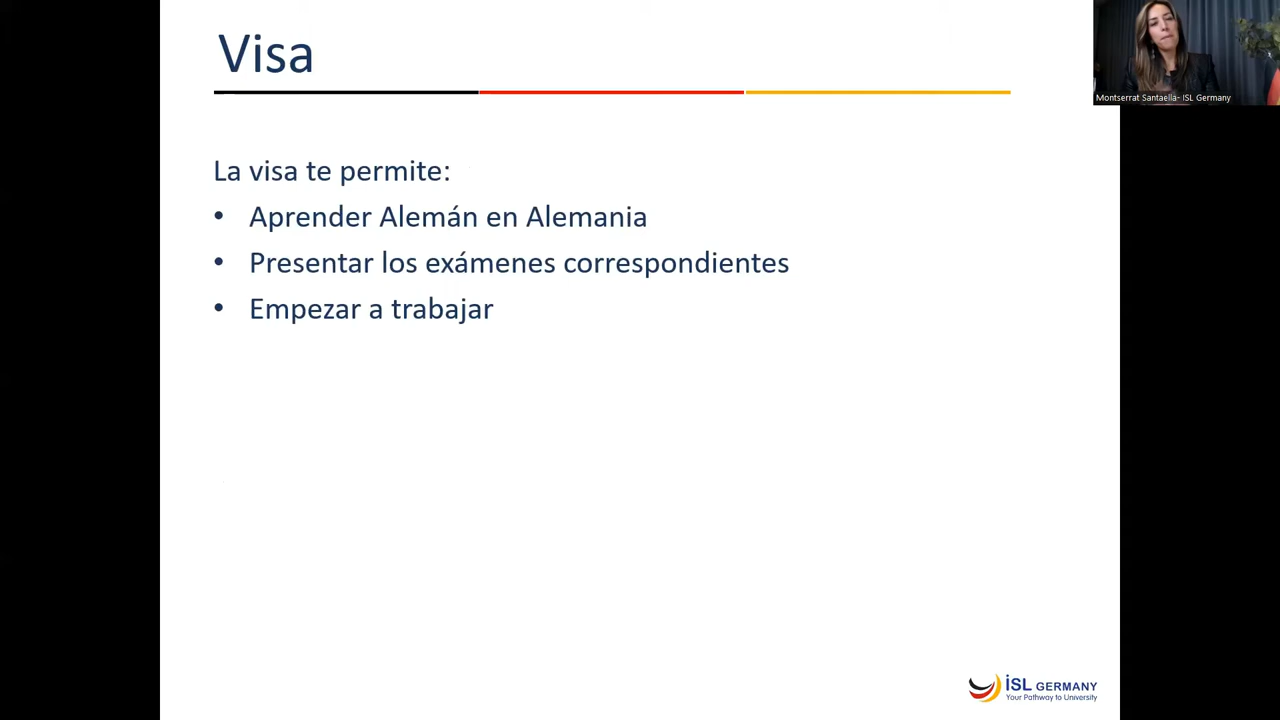 Visa
Montserrat Santaella- ISL Germany
La visa te permite:
• Aprender Alemán en Alemania
• Presentar los exámenes correspondientes
• Empezar a trabajar
iSL GERMANY
Your Pathway to University